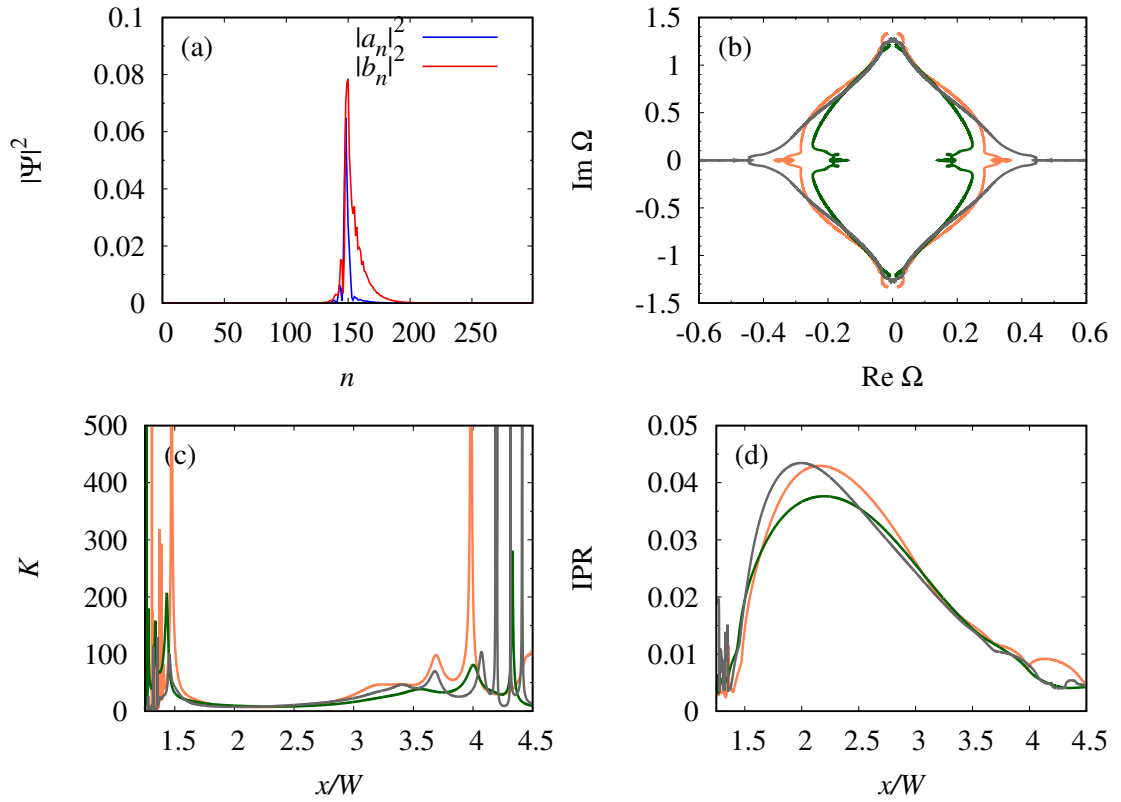 (a)
|a_n|^2
|b_n|^2
|Ψ|^2
0.1
0.08
0.06
0.04
0.02
0
0 50 100 150 200 250
n
(b)
Im Ω
1.5
1
0.5
0
-0.5
-1
-1.5
-0.6 -0.4 -0.2 0 0.2 0.4 0.6
Re Ω
(c)
K
500
400
300
200
100
0
1.5 2 2.5 3 3.5 4 4.5
x/W
(d)
IPR
0.05
0.04
0.03
0.02
0.01
0
1.5 2 2.5 3 3.5 4 4.5
x/W